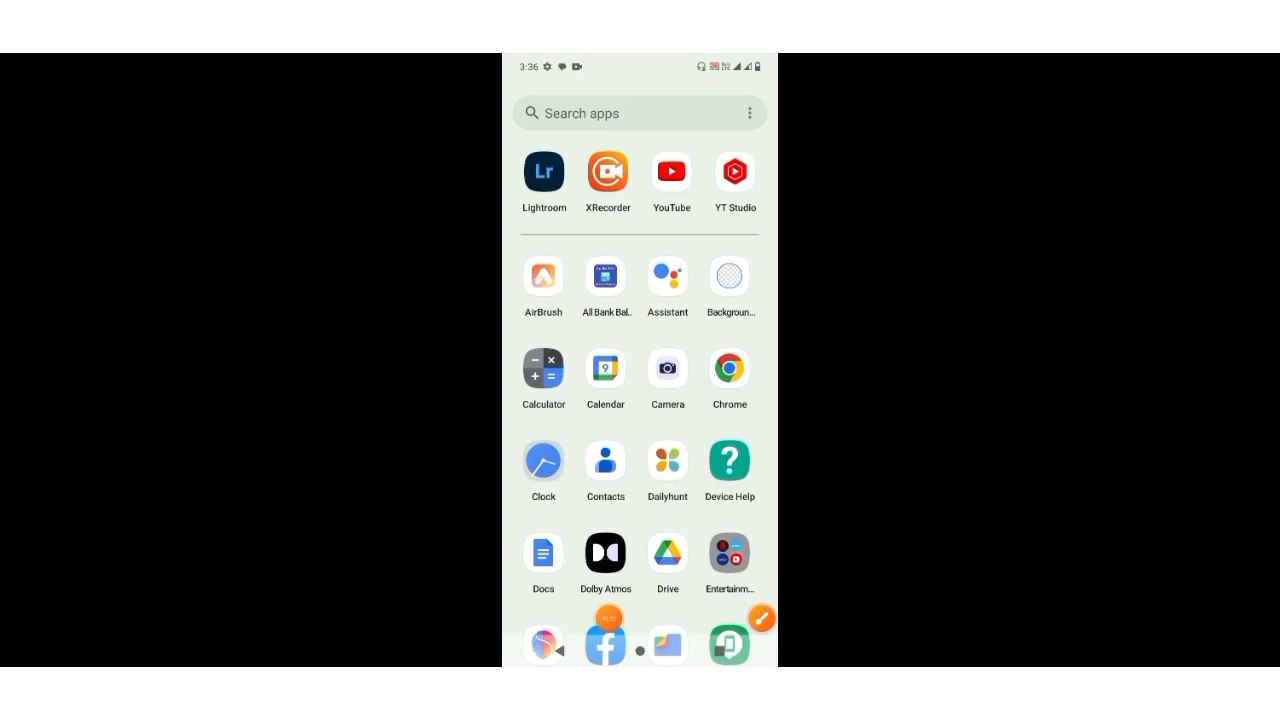 3:36
Search apps
Lr
Lightroom XRecorder YouTube YT Studio
AirBrush All Bank Bal.. Assistant Backgroun...
9
Calculator Calendar Camera Chrome
Clock Contacts Dailyhunt Device Help
Docs Dolby Atmos Drive Entertainm...